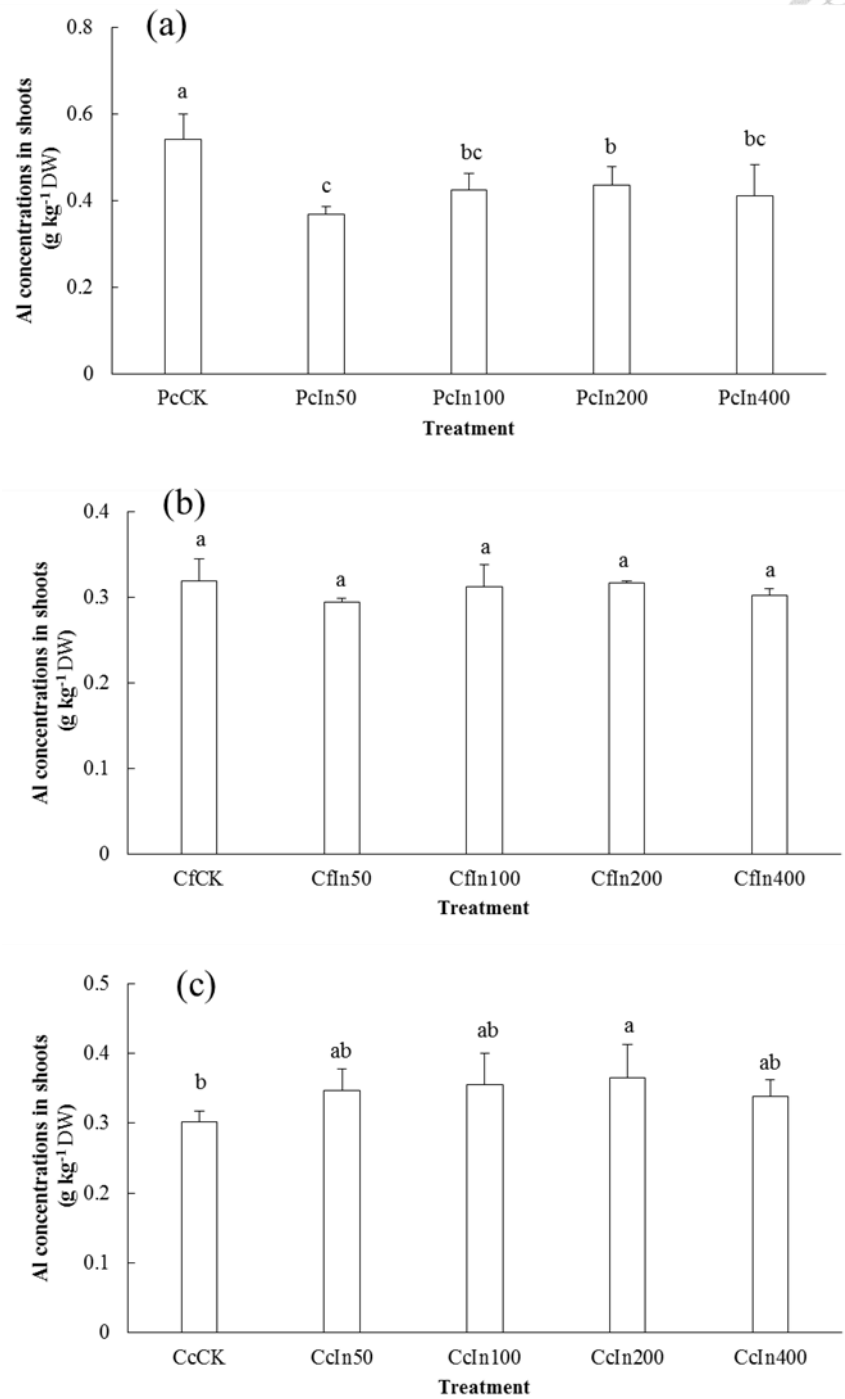 (a)
Al concentrations in shoots
(g kg⁻¹ DW)
0.8
0.6
0.4
0.2
0
a
c
bc
b
bc
PcCK PcIn50 PcIn100 PcIn200 PcIn400
Treatment
(b)
Al concentrations in shoots
(g kg⁻¹ DW)
0.4
0.3
0.2
0.1
0
a
a
a
a
a
CfCK CfIn50 CfIn100 CfIn200 CfIn400
Treatment
(c)
Al concentrations in shoots
(g kg⁻¹ DW)
0.5
0.4
0.3
0.2
0.1
0
b
ab
ab
a
ab
CcCK CcIn50 CcIn100 CcIn200 CcIn400
Treatment